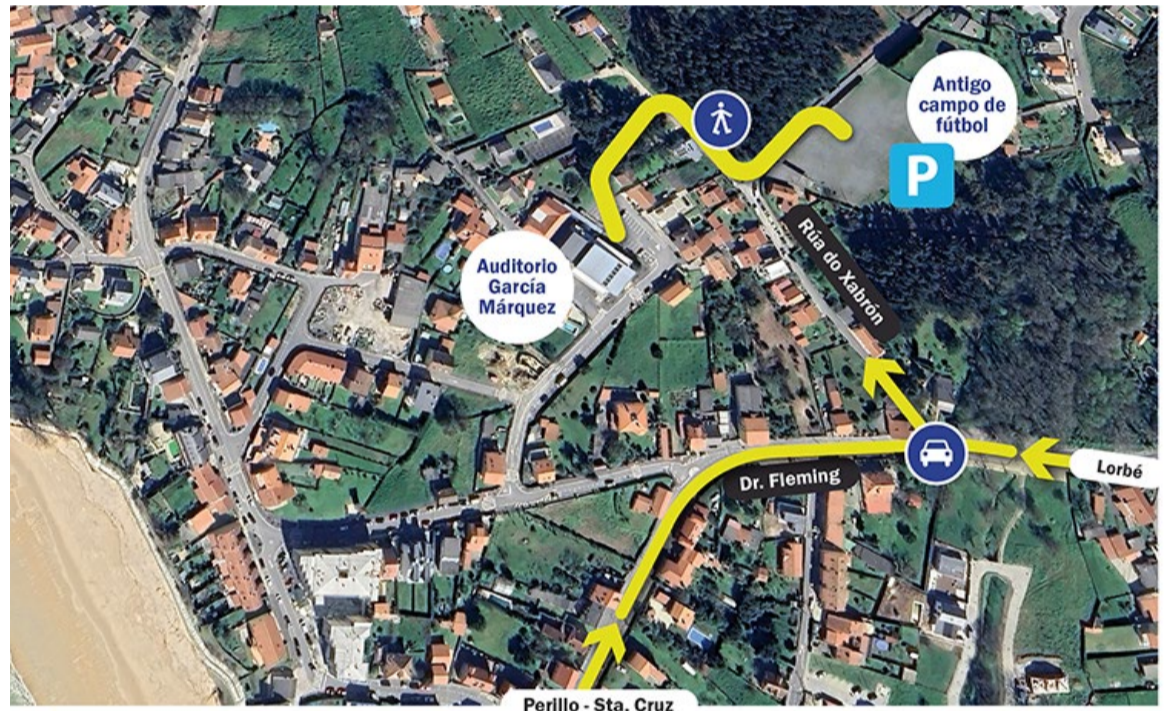 Antigo
campo de
fútbol
P
Rúa do Xabrón
Auditorio
García
Márquez
Dr. Fleming
Lorbé
Perillo - Sta. Cruz